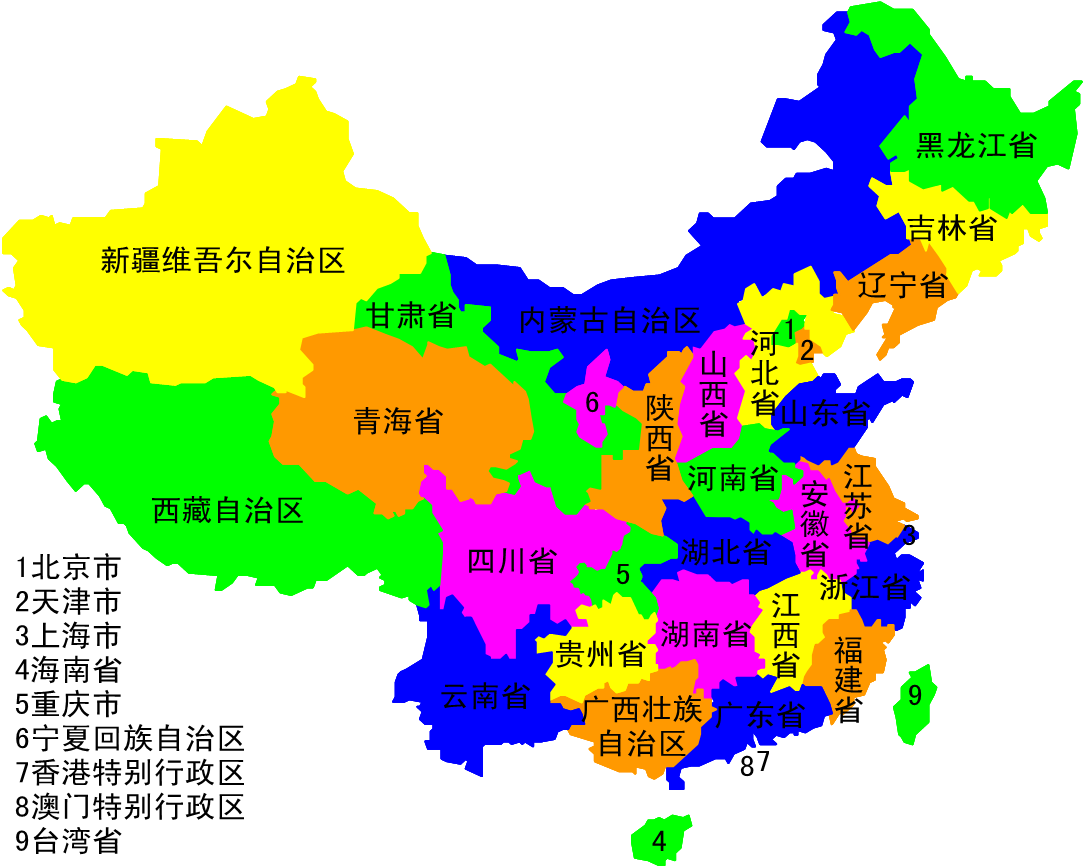 黑龙江省
吉林省
辽宁省
新疆维吾尔自治区
甘肃省
内蒙古自治区
1
2
河北省
山西省
山东省
6
陕西省
青海省
河南省
江苏省
安徽省
西藏自治区
3
湖北省
四川省
5
浙江省
江西省
湖南省
贵州省
福建省
云南省
广西壮族
自治区
广东省
9
87
4
1北京市
2天津市
3上海市
4海南省
5重庆市
6宁夏回族自治区
7香港特别行政区
8澳门特别行政区
9台湾省